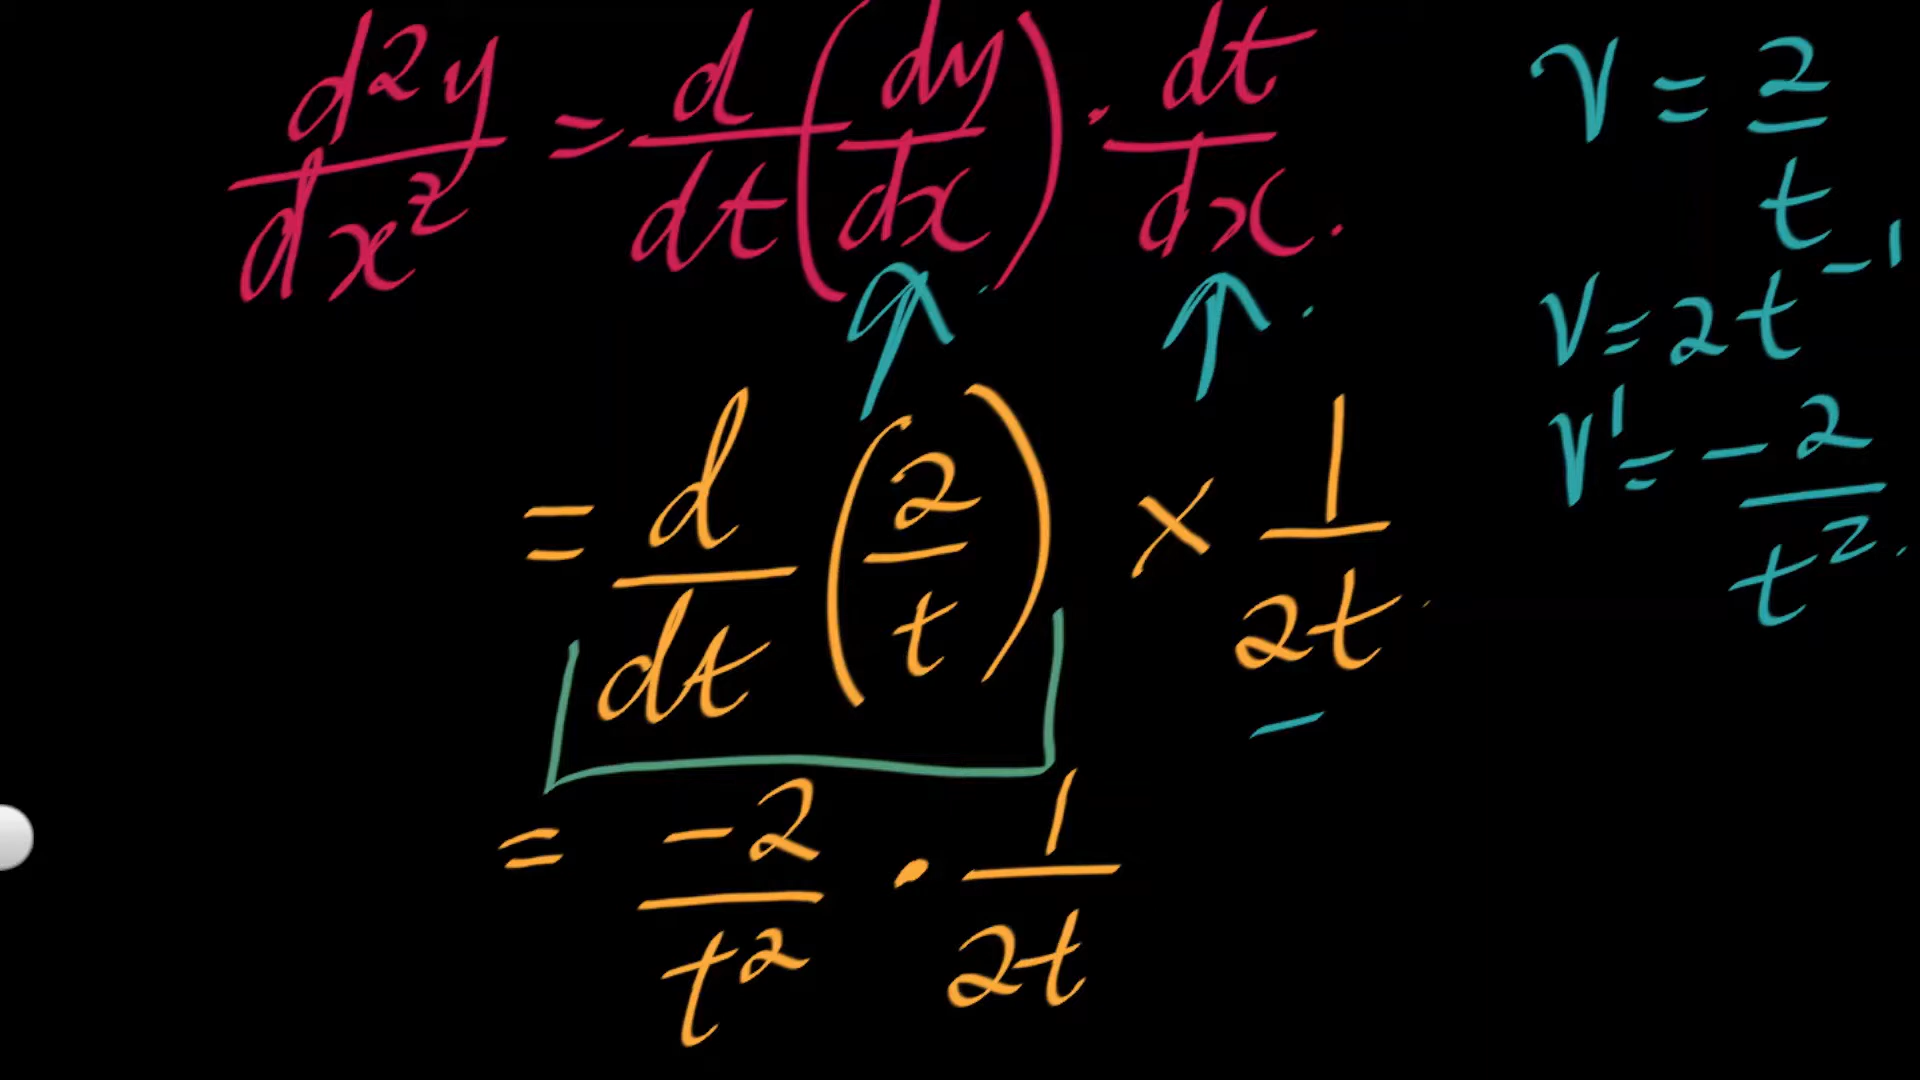 d²y/dx² = d/dt (dy/dx) · dt/dx.
= d/dt (2/t) × 1/2t
= -2/t² · 1/2t
v = 2/t
v = 2t⁻¹
v' = -2/t².